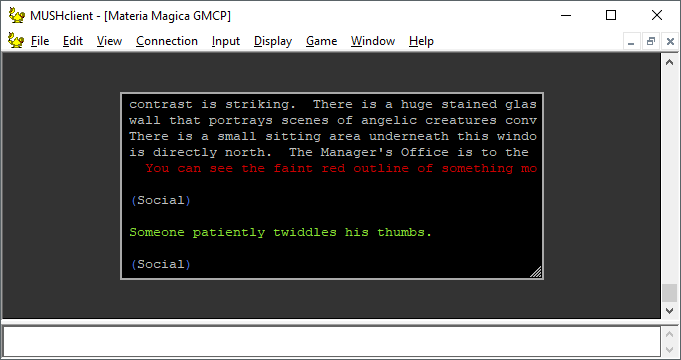 MUSHclient - [Materia Magica GMCP]
File Edit View Connection Input Display Game Window Help
contrast is striking.  There is a huge stained glas
wall that portrays scenes of angelic creatures conv
There is a small sitting area underneath this windo
is directly north.  The Manager's Office is to the
You can see the faint red outline of something mo
(Social)
Someone patiently twiddles his thumbs.
(Social)